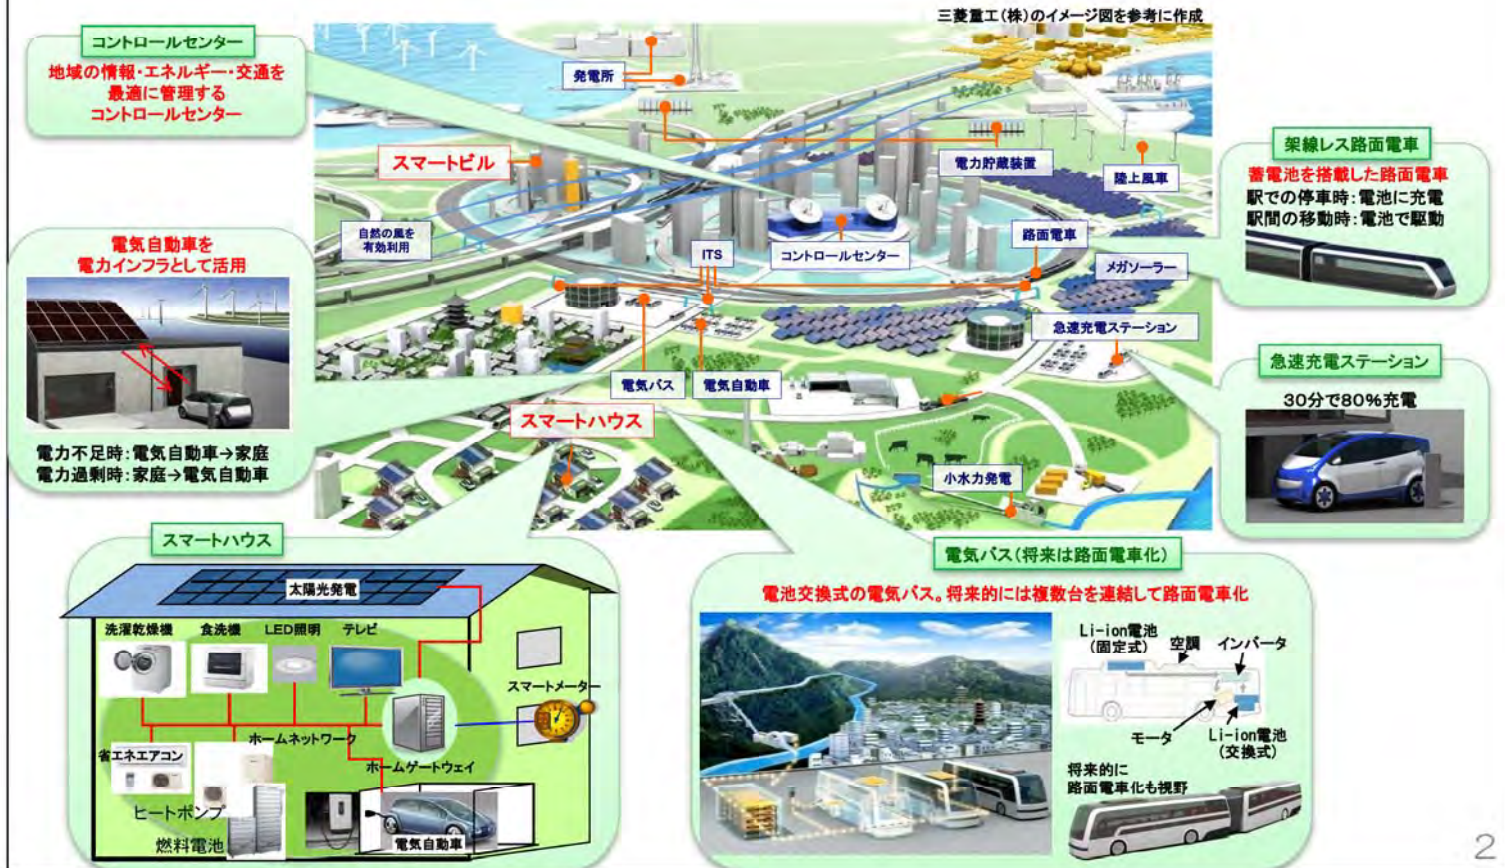 三菱重工(株)のイメージ図を参考に作成
コントロールセンター
地域の情報・エネルギー・交通を
最適に管理する
コントロールセンター
発電所
スマートビル
電力貯蔵装置
陸上風車
自然の風を
有効利用
ITS
コントロールセンター
路面電車
メガソーラー
急速充電ステーション
電気バス
電気自動車
スマートハウス
小水力発電
架線レス路面電車
蓄電池を搭載した路面電車
駅での停車時:電池に充電
駅間の移動時:電池で駆動
電気自動車を
電力インフラとして活用
電力不足時:電気自動車→家庭
電力過剰時:家庭→電気自動車
急速充電ステーション
30分で80%充電
スマートハウス
太陽光発電
洗濯乾燥機
食洗機
LED照明
テレビ
スマートメーター
ホームネットワーク
ホームゲートウェイ
省エネエアコン
ヒートポンプ
燃料電池
電気自動車
電気バス(将来は路面電車化)
電池交換式の電気バス。将来的には複数台を連結して路面電車化
Li-ion電池
(固定式)
空調
インバータ
モータ
Li-ion電池
(交換式)
将来的に
路面電車化も視野
2